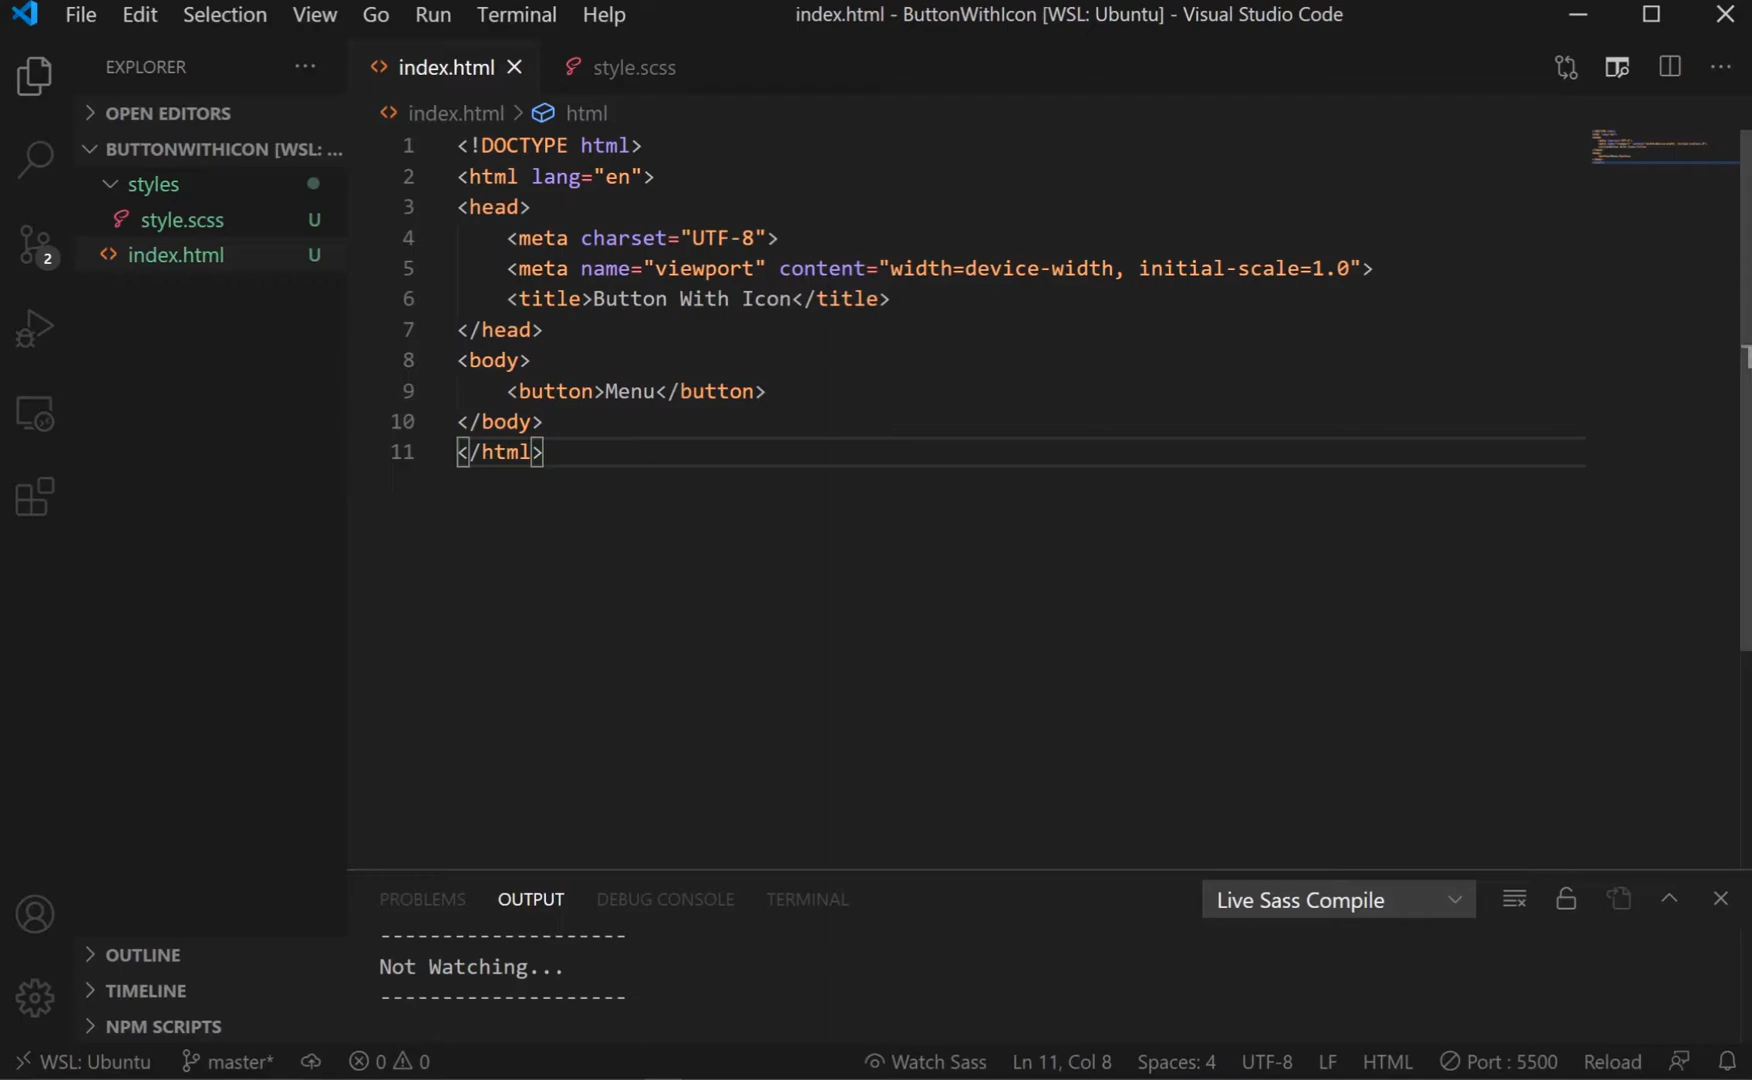 File Edit Selection View Go Run Terminal Help index.html - ButtonWithIcon [WSL: Ubuntu] - Visual Studio Code
EXPLORER
OPEN EDITORS
BUTTONWITHICON [WSL: ...
styles
style.scss U
index.html U
2
OUTLINE
TIMELINE
NPM SCRIPTS
index.html style.scss
index.html > html
1 <!DOCTYPE html>
2 <html lang="en">
3 <head>
4 <meta charset="UTF-8">
5 <meta name="viewport" content="width=device-width, initial-scale=1.0">
6 <title>Button With Icon</title>
7 </head>
8 <body>
9 <button>Menu</button>
10 </body>
11 </html>
PROBLEMS OUTPUT DEBUG CONSOLE TERMINAL Live Sass Compile
--------------------
Not Watching...
--------------------
WSL: Ubuntu master* 0 0 Watch Sass Ln 11, Col 8 Spaces: 4 UTF-8 LF HTML Port : 5500 Reload